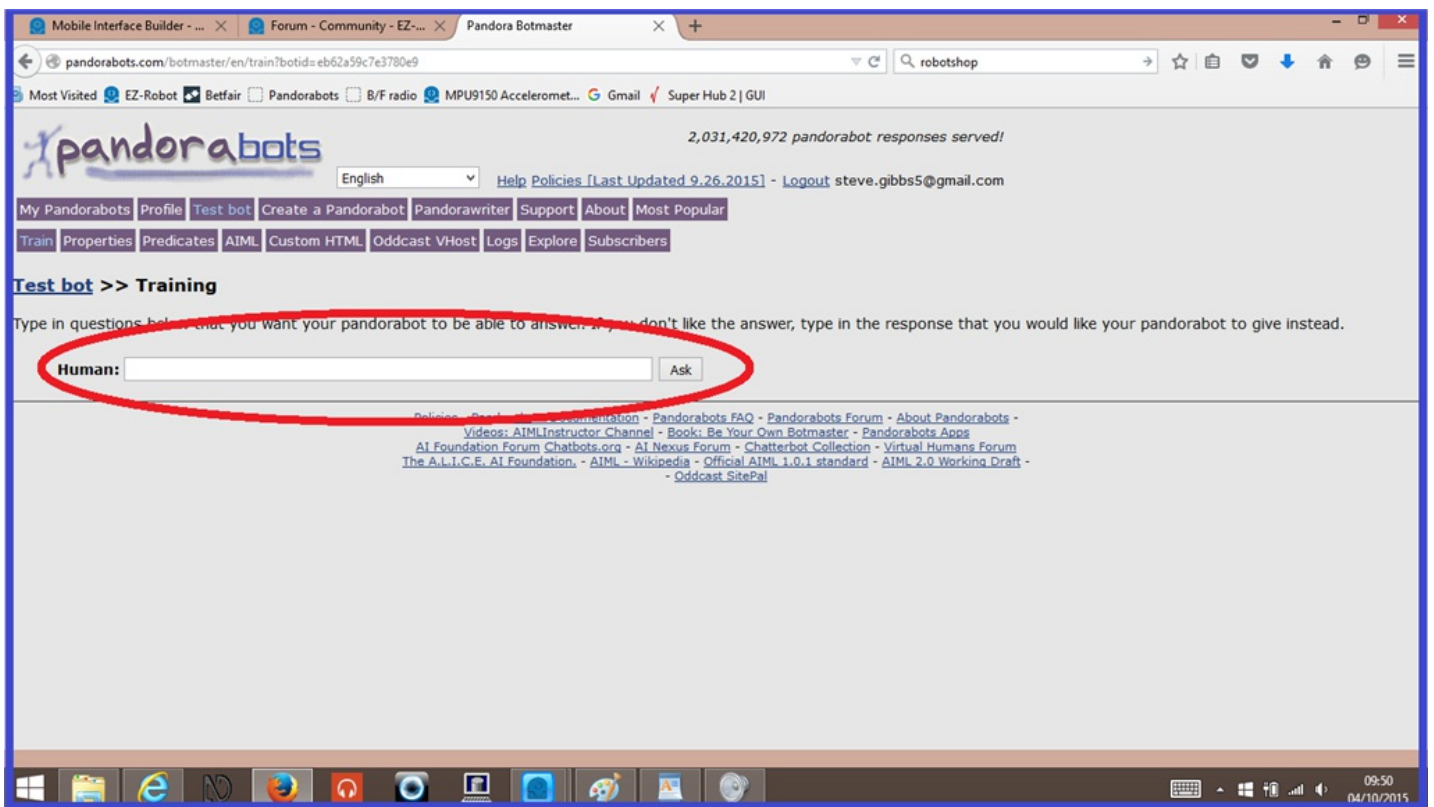 Mobile Interface Builder - ...
Forum - Community - EZ-...
Pandora Botmaster
pandorabots.com/botmaster/en/train?botid=eb62a59c7e3780e9
robotshop
Most Visited EZ-Robot Betfair Pandorabots B/F radio MPU9150 Acceleromet... Gmail Super Hub 2 | GUI
pandorabots
2,031,420,972 pandorabot responses served!
English
Help Policies [Last Updated 9.26.2015] - Logout steve.gibbs5@gmail.com
My Pandorabots Profile Test bot Create a Pandorabot Pandorawriter Support About Most Popular
Train Properties Predicates AIML Custom HTML Oddcast VHost Logs Explore Subscribers
Test bot >> Training
Type in questions below that you want your pandorabot to be able to answer. If you don't like the answer, type in the response that you would like your pandorabot to give instead.
Human:
Ask
Policies - Documentation - Pandorabots FAQ - Pandorabots Forum - About Pandorabots -
Videos: AIMLInstructor Channel - Book: Be Your Own Botmaster - Pandorabots Apps
AI Foundation Forum Chatbots.org - AI Nexus Forum - Chatterbot Collection - Virtual Humans Forum
The A.L.I.C.E. AI Foundation. - AIML - Wikipedia - Official AIML 1.0.1 standard - AIML 2.0 Working Draft -
- Oddcast SitePal
09:50
04/10/2015